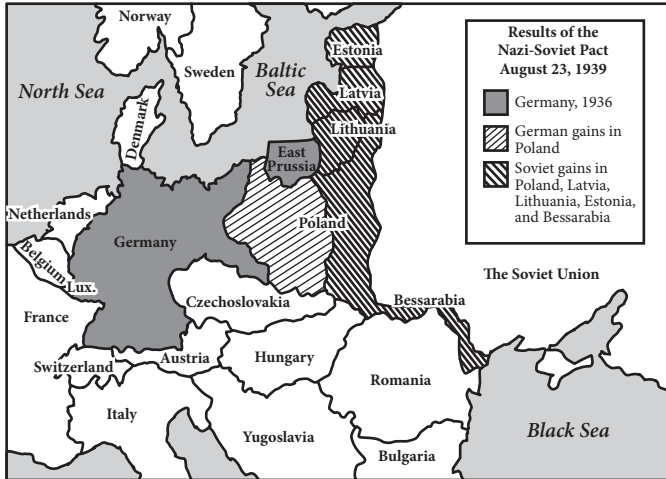 Norway
Sweden
North Sea
Baltic
Sea
Denmark
Estonia
Latvia
Lithuania
East
Prussia
Netherlands
Belgium
Lux.
Germany
Poland
France
Czechoslovakia
Bessarabia
The Soviet Union
Switzerland
Austria
Hungary
Romania
Italy
Yugoslavia
Bulgaria
Black Sea
Results of the
Nazi-Soviet Pact
August 23, 1939
Germany, 1936
German gains in
Poland
Soviet gains in
Poland, Latvia,
Lithuania, Estonia,
and Bessarabia